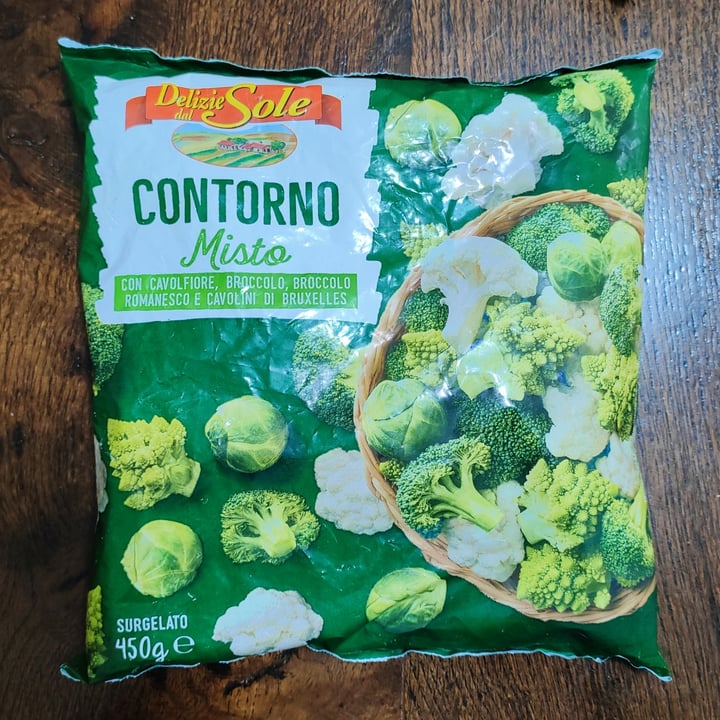 Delizie dal Sole
CONTORNO
Misto
CON CAVOLFIORE, BROCCOLO, BROCCOLO
ROMANESCO E CAVOLINI DI BRUXELLES
SURGELATO
450g e